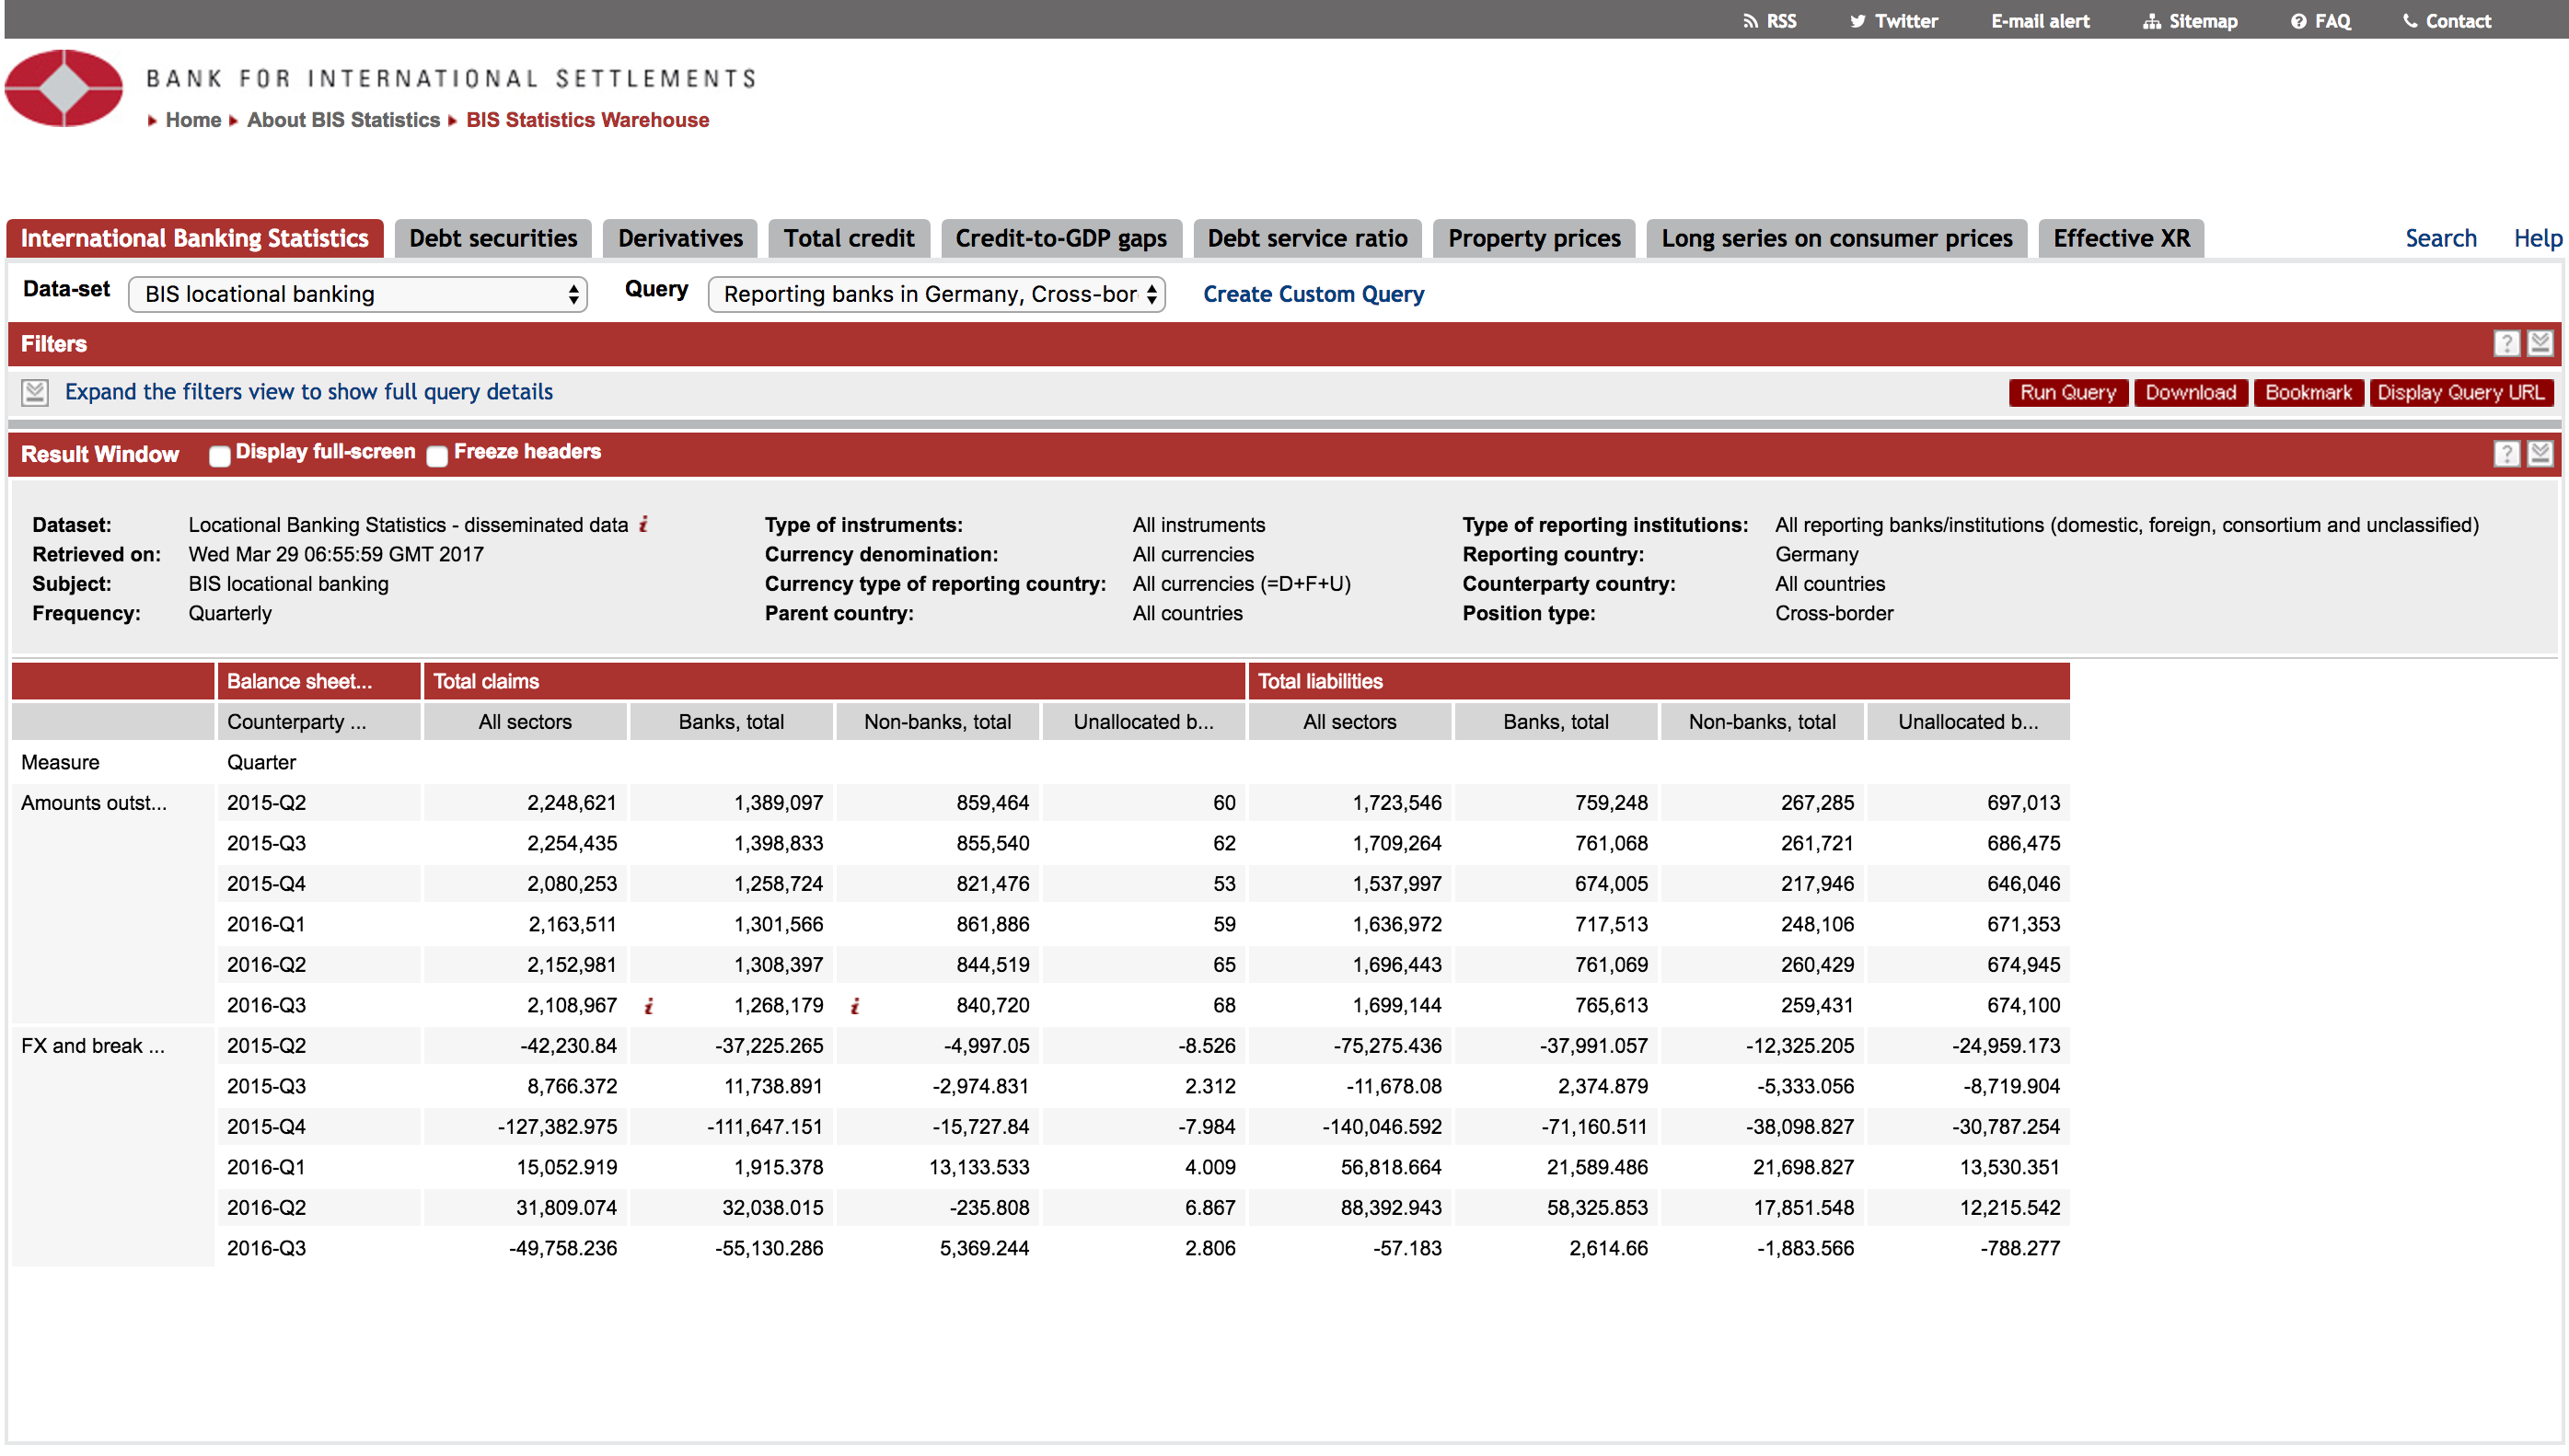 RSS Twitter E-mail alert Sitemap FAQ Contact
BANK FOR INTERNATIONAL SETTLEMENTS
Home About BIS Statistics BIS Statistics Warehouse
International Banking Statistics Debt securities Derivatives Total credit Credit-to-GDP gaps Debt service ratio Property prices Long series on consumer prices Effective XR Search Help
Data-set BIS locational banking Query Reporting banks in Germany, Cross-bor Create Custom Query
Filters ?
Expand the filters view to show full query details Run Query Download Bookmark Display Query URL
Result Window Display full-screen Freeze headers ?
Dataset: Locational Banking Statistics - disseminated data i Type of instruments: All instruments Type of reporting institutions: All reporting banks/institutions (domestic, foreign, consortium and unclassified)
Retrieved on: Wed Mar 29 06:55:59 GMT 2017 Currency denomination: All currencies Reporting country: Germany
Subject: BIS locational banking Currency type of reporting country: All currencies (=D+F+U) Counterparty country: All countries
Frequency: Quarterly Parent country: All countries Position type: Cross-border
Balance sheet... Total claims Total liabilities
Counterparty ... All sectors Banks, total Non-banks, total Unallocated b... All sectors Banks, total Non-banks, total Unallocated b...
Measure Quarter
Amounts outst... 2015-Q2 2,248,621 1,389,097 859,464 60 1,723,546 759,248 267,285 697,013
2015-Q3 2,254,435 1,398,833 855,540 62 1,709,264 761,068 261,721 686,475
2015-Q4 2,080,253 1,258,724 821,476 53 1,537,997 674,005 217,946 646,046
2016-Q1 2,163,511 1,301,566 861,886 59 1,636,972 717,513 248,106 671,353
2016-Q2 2,152,981 1,308,397 844,519 65 1,696,443 761,069 260,429 674,945
2016-Q3 2,108,967 i 1,268,179 i 840,720 68 1,699,144 765,613 259,431 674,100
FX and break ... 2015-Q2 -42,230.84 -37,225.265 -4,997.05 -8.526 -75,275.436 -37,991.057 -12,325.205 -24,959.173
2015-Q3 8,766.372 11,738.891 -2,974.831 2.312 -11,678.08 2,374.879 -5,333.056 -8,719.904
2015-Q4 -127,382.975 -111,647.151 -15,727.84 -7.984 -140,046.592 -71,160.511 -38,098.827 -30,787.254
2016-Q1 15,052.919 1,915.378 13,133.533 4.009 56,818.664 21,589.486 21,698.827 13,530.351
2016-Q2 31,809.074 32,038.015 -235.808 6.867 88,392.943 58,325.853 17,851.548 12,215.542
2016-Q3 -49,758.236 -55,130.286 5,369.244 2.806 -57.183 2,614.66 -1,883.566 -788.277